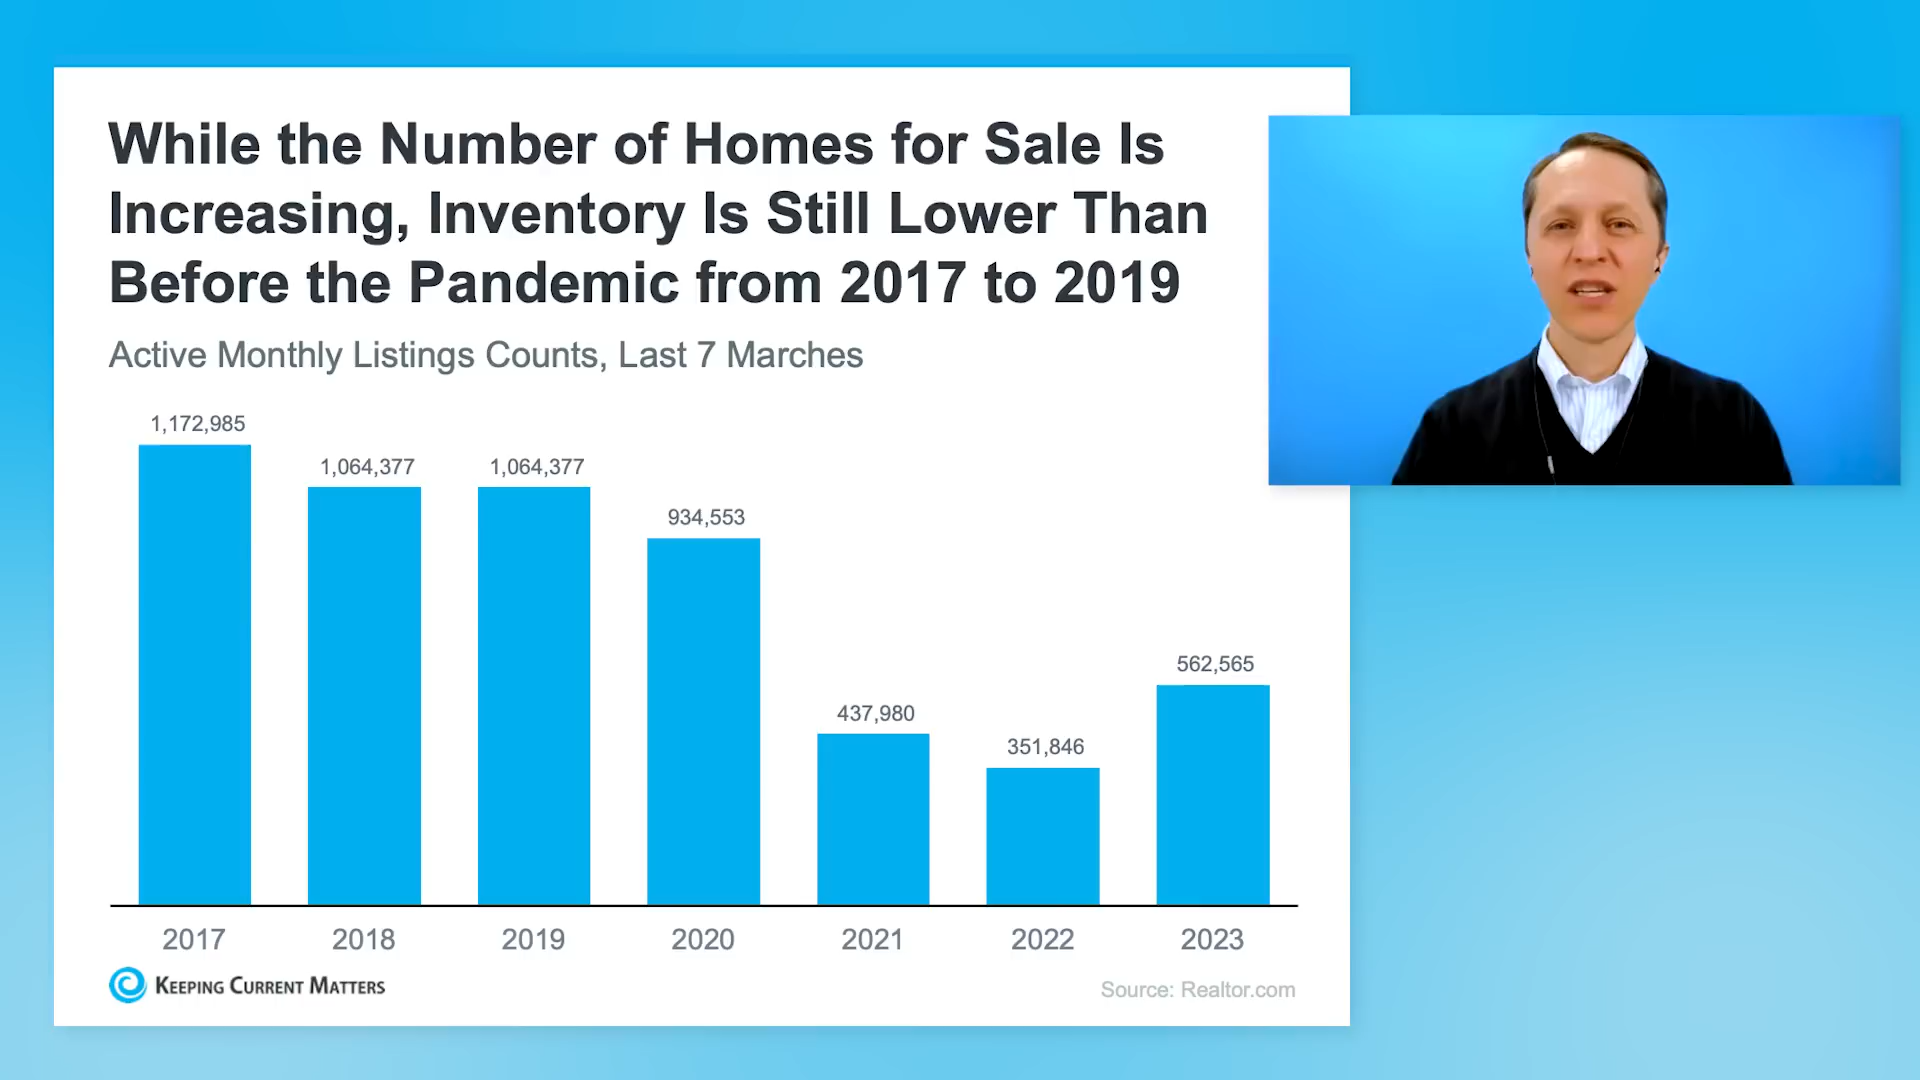 While the Number of Homes for Sale Is
Increasing, Inventory Is Still Lower Than
Before the Pandemic from 2017 to 2019
Active Monthly Listings Counts, Last 7 Marches
1,172,985
1,064,377
1,064,377
934,553
437,980
351,846
562,565
2017
2018
2019
2020
2021
2022
2023
KEEPING CURRENT MATTERS
Source: Realtor.com